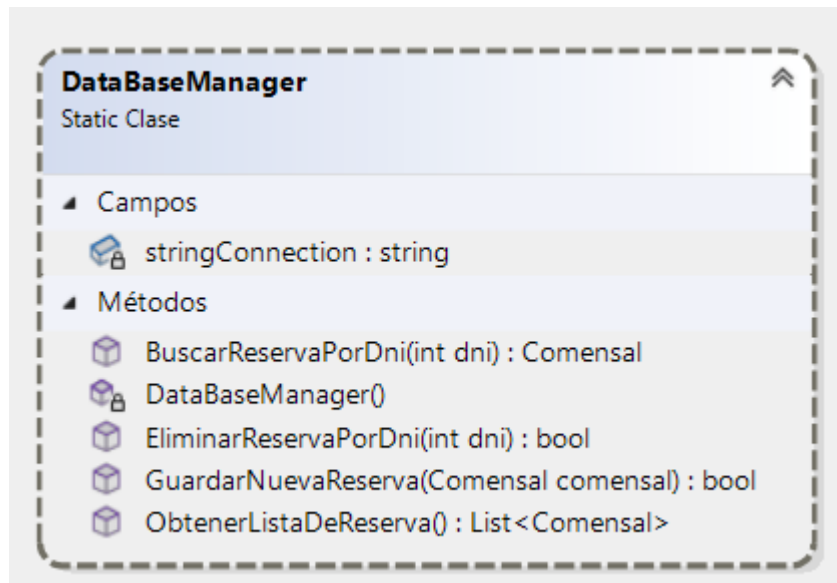 DataBaseManager
Static Clase
Campos
stringConnection : string
Métodos
BuscarReservaPorDni(int dni) : Comensal
DataBaseManager()
EliminarReservaPorDni(int dni) : bool
GuardarNuevaReserva(Comensal comensal) : bool
ObtenerListaDeReserva() : List<Comensal>